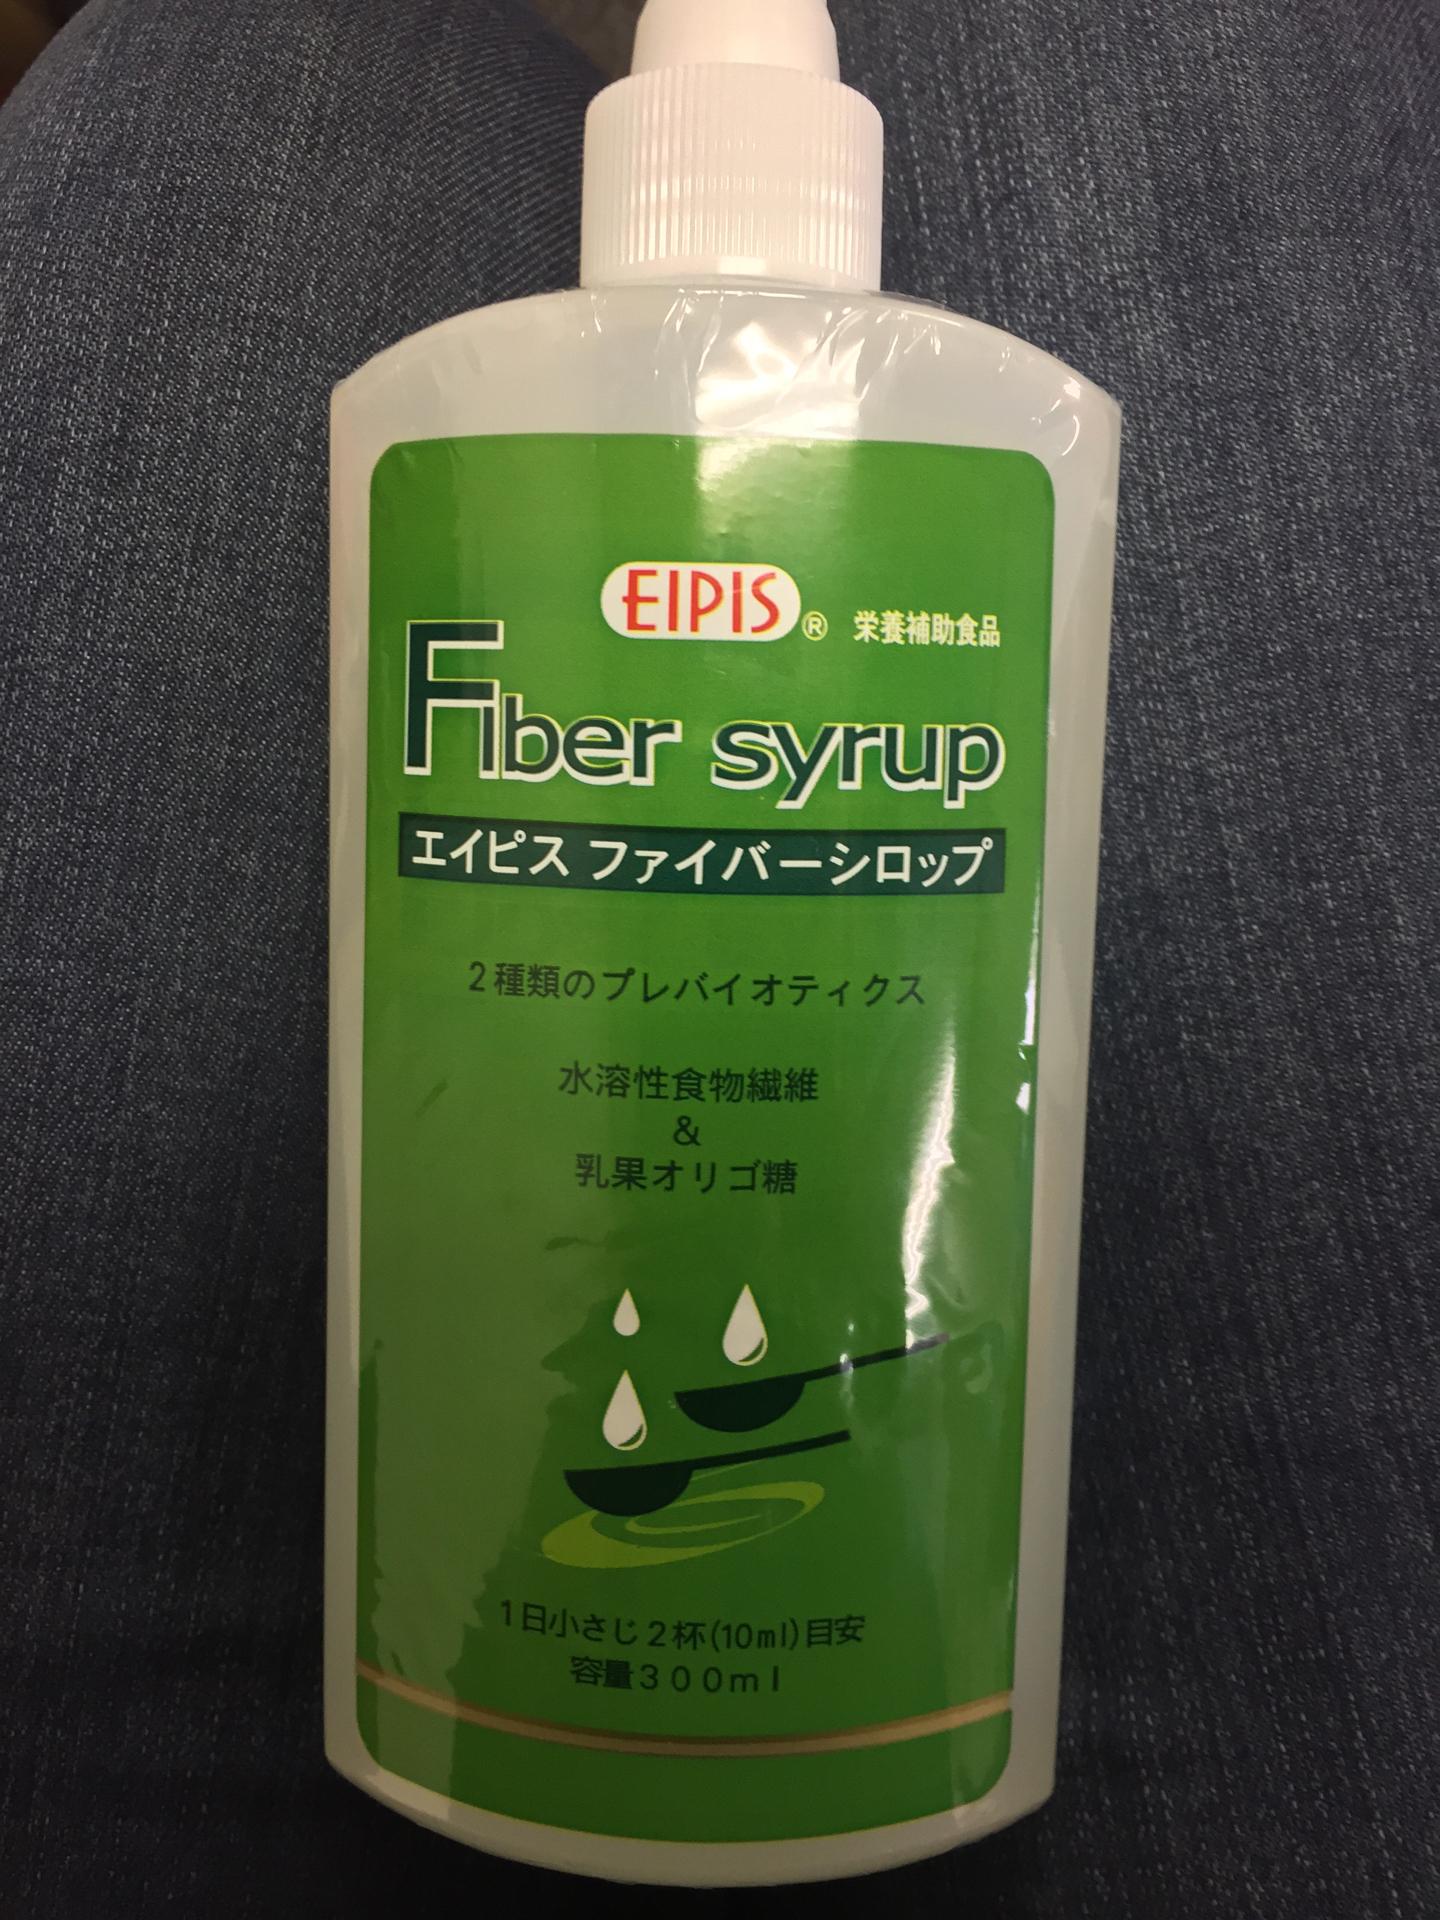 EIPIS® 栄養補助食品
Fiber syrup
エイピス ファイバーシロップ
2種類のプレバイオティクス
水溶性食物繊維
&
乳果オリゴ糖
1日小さじ2杯(10ml)目安
容量300ml